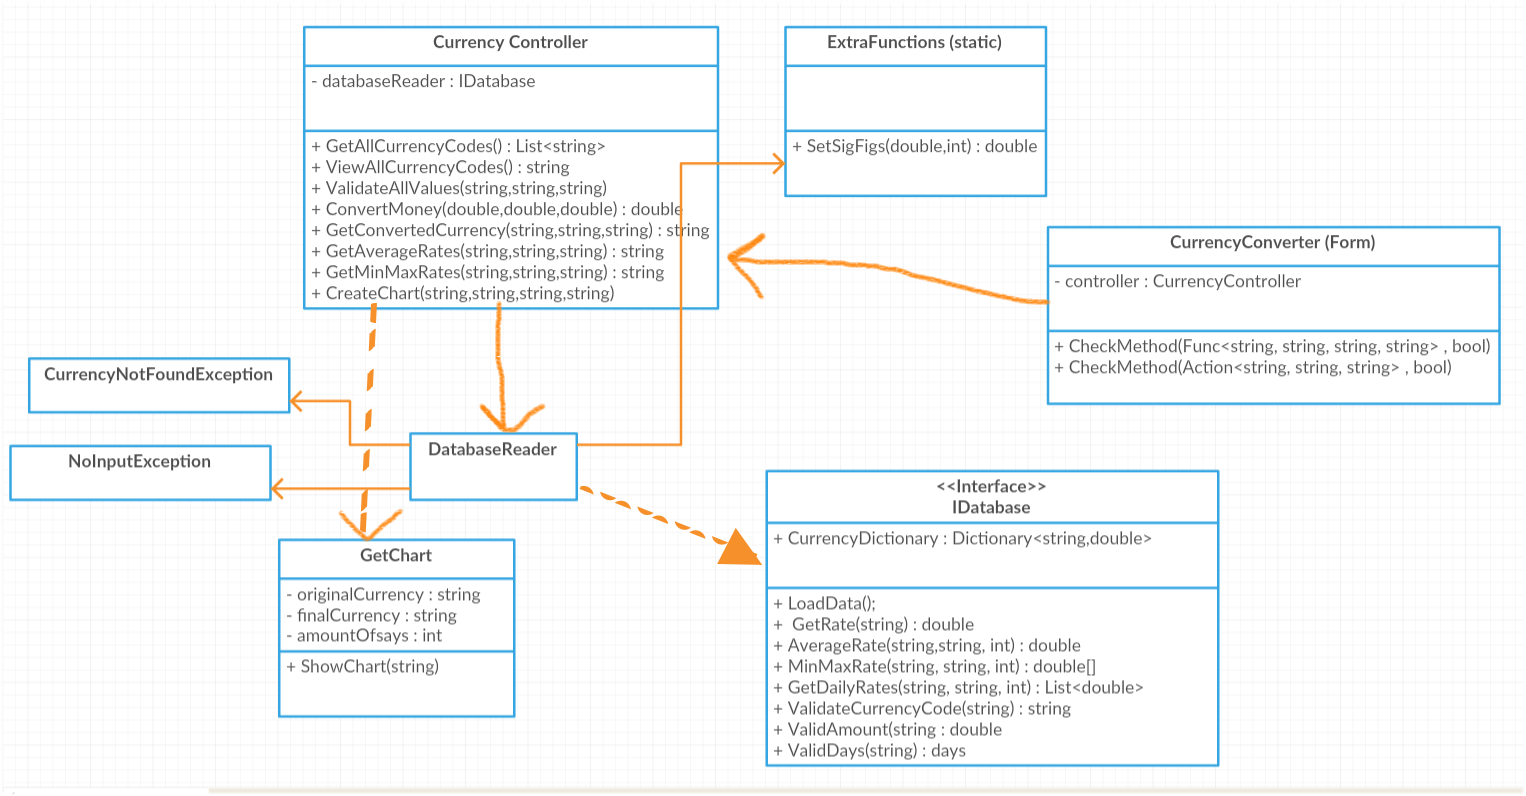 Currency Controller
- databaseReader : IDatabase
+ GetAllCurrencyCodes() : List<string>
+ ViewAllCurrencyCodes() : string
+ ValidateAllValues(string,string,string)
+ ConvertMoney(double,double,double) : double
+ GetConvertedCurrency(string,string,string) : string
+ GetAverageRates(string,string,string) : string
+ GetMinMaxRates(string,string,string) : string
+ CreateChart(string,string,string,string)
ExtraFunctions (static)
+ SetSigFigs(double,int) : double
CurrencyConverter (Form)
- controller : CurrencyController
+ CheckMethod(Func<string, string, string, string> , bool)
+ CheckMethod(Action<string, string, string> , bool)
CurrencyNotFoundException
NoInputException
DatabaseReader
GetChart
- originalCurrency : string
- finalCurrency : string
- amountOfsays : int
+ ShowChart(string)
<<Interface>>
IDatabase
+ CurrencyDictionary : Dictionary<string,double>
+ LoadData();
+  GetRate(string) : double
+ AverageRate(string,string, int) : double
+ MinMaxRate(string, string, int) : double[]
+ GetDailyRates(string, string, int) : List<double>
+ ValidateCurrencyCode(string) : string
+ ValidAmount(string : double
+ ValidDays(string) : days